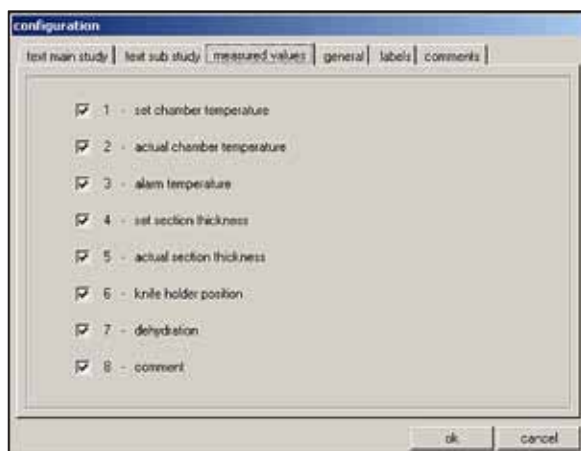 configuration
text main study text sub study measured values general labels comments
1 - set chamber temperature
2 - actual chamber temperature
3 - alarm temperature
4 - set section thickness
5 - actual section thickness
6 - knife holder position
7 - dehydration
8 - comment
ok cancel